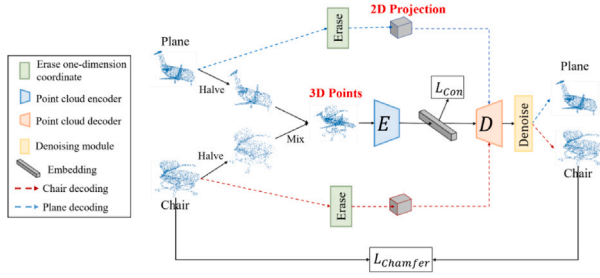 Erase one-dimension
coordinate
Point cloud encoder
Point cloud decoder
Denoising module
Embedding
Chair decoding
Plane decoding
2D Projection
Plane
Erase
Halve
3D Points
Mix
Halve
Chair
E
L_Con
D
Denoise
Plane
Chair
Erase
L_Chamfer